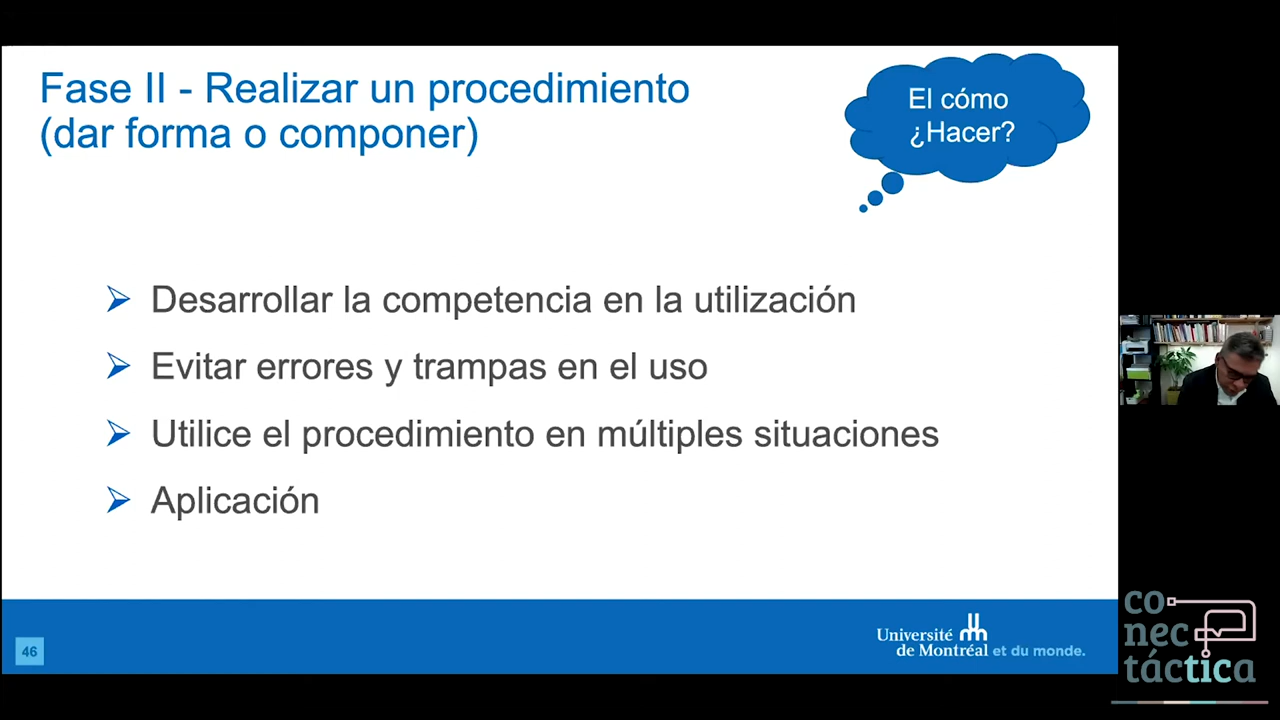 Fase II - Realizar un procedimiento
(dar forma o componer)
El cómo
¿Hacer?
Desarrollar la competencia en la utilización
Evitar errores y trampas en el uso
Utilice el procedimiento en múltiples situaciones
Aplicación
46
Université
de Montréal et du monde.
co
nec
táctica